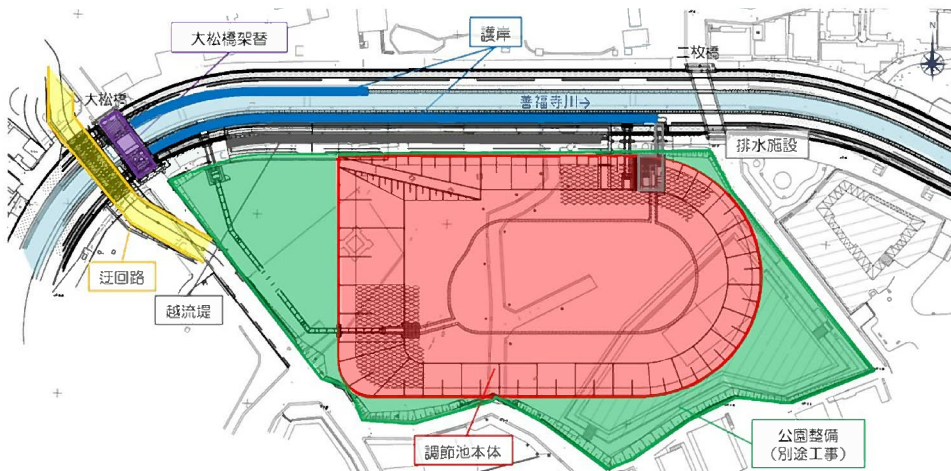 大松橋架替
護岸
二枚橋
N
大松橋
善福寺川→
排水施設
迂回路
越流堤
調節池本体
公園整備
(別途工事)